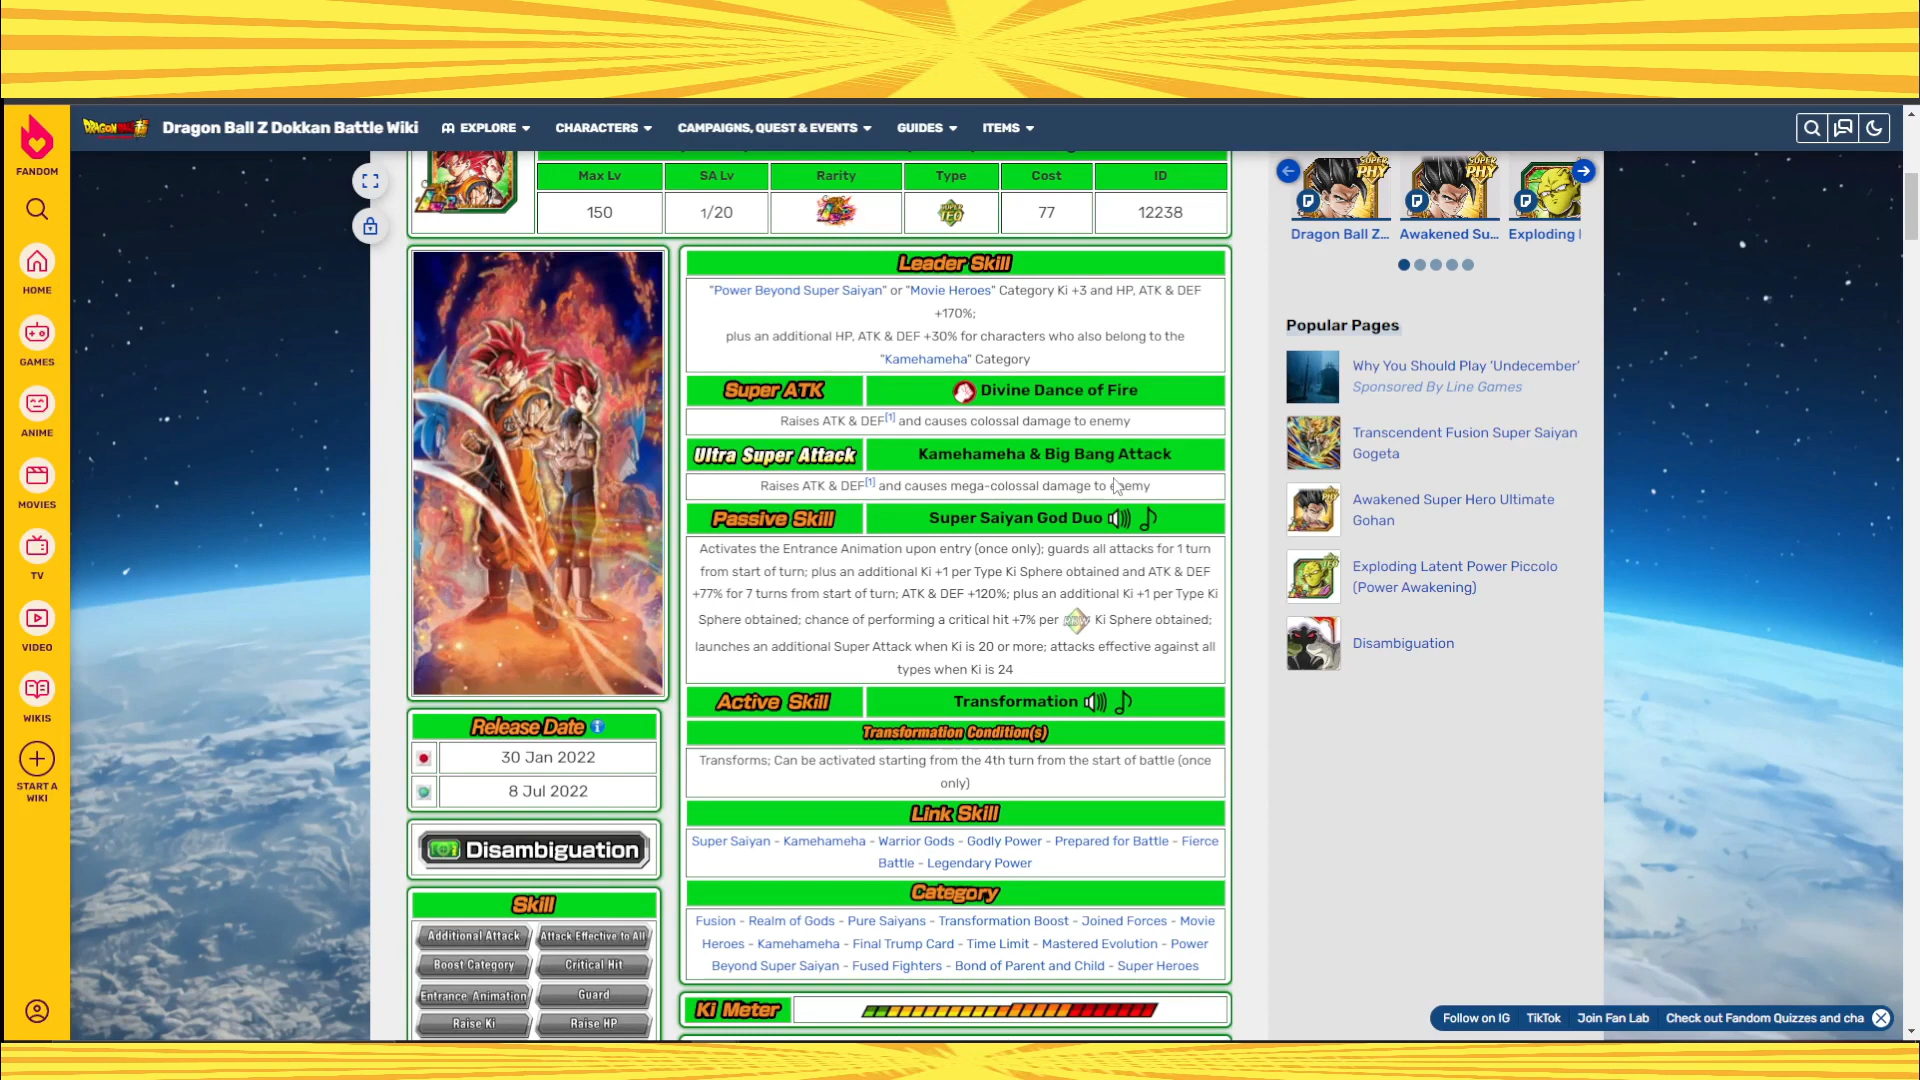 FANDOM
HOME
GAMES
ANIME
MOVIES
TV
VIDEO
WIKIS
START A
WIKI
DRAGON
Dragon Ball Z Dokkan Battle Wiki
EXPLORE
CHARACTERS
CAMPAIGNS, QUEST & EVENTS
GUIDES
ITEMS
Max Lv SA Lv Rarity Type Cost ID
150 1/20 LR SUPER TEQ 77 12238
Leader Skill
"Power Beyond Super Saiyan" or "Movie Heroes" Category Ki +3 and HP, ATK & DEF
+170%;
plus an additional HP, ATK & DEF +30% for characters who also belong to the
"Kamehameha" Category
Super ATK Divine Dance of Fire
Raises ATK & DEF[1] and causes colossal damage to enemy
Ultra Super Attack Kamehameha & Big Bang Attack
Raises ATK & DEF[1] and causes mega-colossal damage to enemy
Passive Skill Super Saiyan God Duo
Activates the Entrance Animation upon entry (once only); guards all attacks for 1 turn
from start of turn; plus an additional Ki +1 per Type Ki Sphere obtained and ATK & DEF
+77% for 7 turns from start of turn; ATK & DEF +120%; plus an additional Ki +1 per Type Ki
Sphere obtained; chance of performing a critical hit +7% per RBW Ki Sphere obtained;
launches an additional Super Attack when Ki is 20 or more; attacks effective against all
types when Ki is 24
Active Skill Transformation
Transformation Condition(s)
Transforms; Can be activated starting from the 4th turn from the start of battle (once
only)
Link Skill
Super Saiyan - Kamehameha - Warrior Gods - Godly Power - Prepared for Battle - Fierce
Battle - Legendary Power
Category
Fusion - Realm of Gods - Pure Saiyans - Transformation Boost - Joined Forces - Movie
Heroes - Kamehameha - Final Trump Card - Time Limit - Mastered Evolution - Power
Beyond Super Saiyan - Fused Fighters - Bond of Parent and Child - Super Heroes
Ki Meter
Release Date
30 Jan 2022
8 Jul 2022
Disambiguation
Skill
Additional Attack Attack Effective to All
Boost Category Critical Hit
Entrance Animation Guard
Raise Ki Raise HP
SUPER PHY
SUPER PHY
Dragon Ball Z... Awakened Su... Exploding
Popular Pages
Why You Should Play 'Undecember'
Sponsored By Line Games
Transcendent Fusion Super Saiyan
Gogeta
Awakened Super Hero Ultimate
Gohan
Exploding Latent Power Piccolo
(Power Awakening)
Disambiguation
Follow on IG TikTok Join Fan Lab Check out Fandom Quizzes and cha